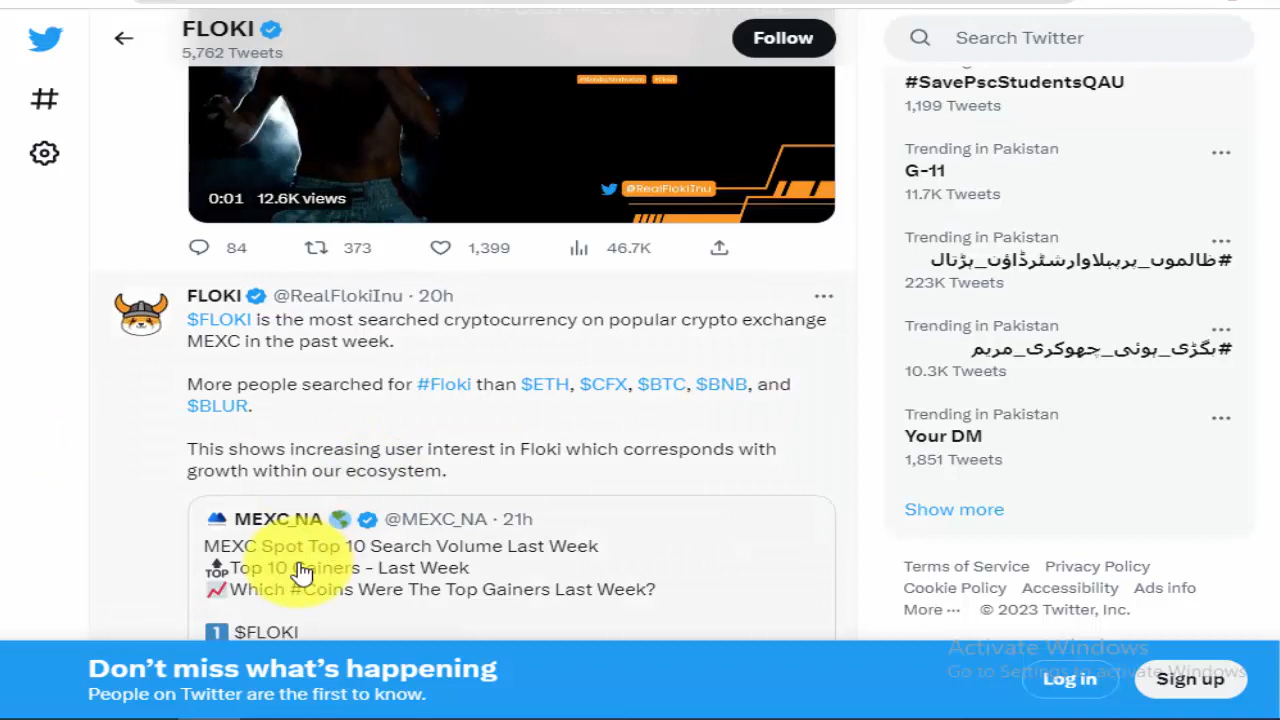 FLOKI
5,762 Tweets
Follow
Search Twitter
@RealFlokiInu
0:01 12.6K views
84 373 1,399 46.7K
FLOKI @RealFlokiInu · 20h
$FLOKI is the most searched cryptocurrency on popular crypto exchange
MEXC in the past week.
More people searched for #Floki than $ETH, $CFX, $BTC, $BNB, and
$BLUR.
This shows increasing user interest in Floki which corresponds with
growth within our ecosystem.
MEXC_NA @MEXC_NA · 21h
MEXC Spot Top 10 Search Volume Last Week
TOP Top 10 Gainers - Last Week
Which #Coins Were The Top Gainers Last Week?
1 $FLOKI
#SavePscStudentsQAU
1,199 Tweets
Trending in Pakistan
G-11
11.7K Tweets
Trending in Pakistan
#ظالموں_پرپہلاوارشٹرڈاؤن_ہڑتال
223K Tweets
Trending in Pakistan
#بگڑی_ہوئی_چھوکری_مریم
10.3K Tweets
Trending in Pakistan
Your DM
1,851 Tweets
Show more
Terms of Service Privacy Policy
Cookie Policy Accessibility Ads info
More ··· © 2023 Twitter, Inc.
Activate Windows
Go to Settings to activate Windows.
Don’t miss what’s happening
People on Twitter are the first to know.
Log in
Sign up